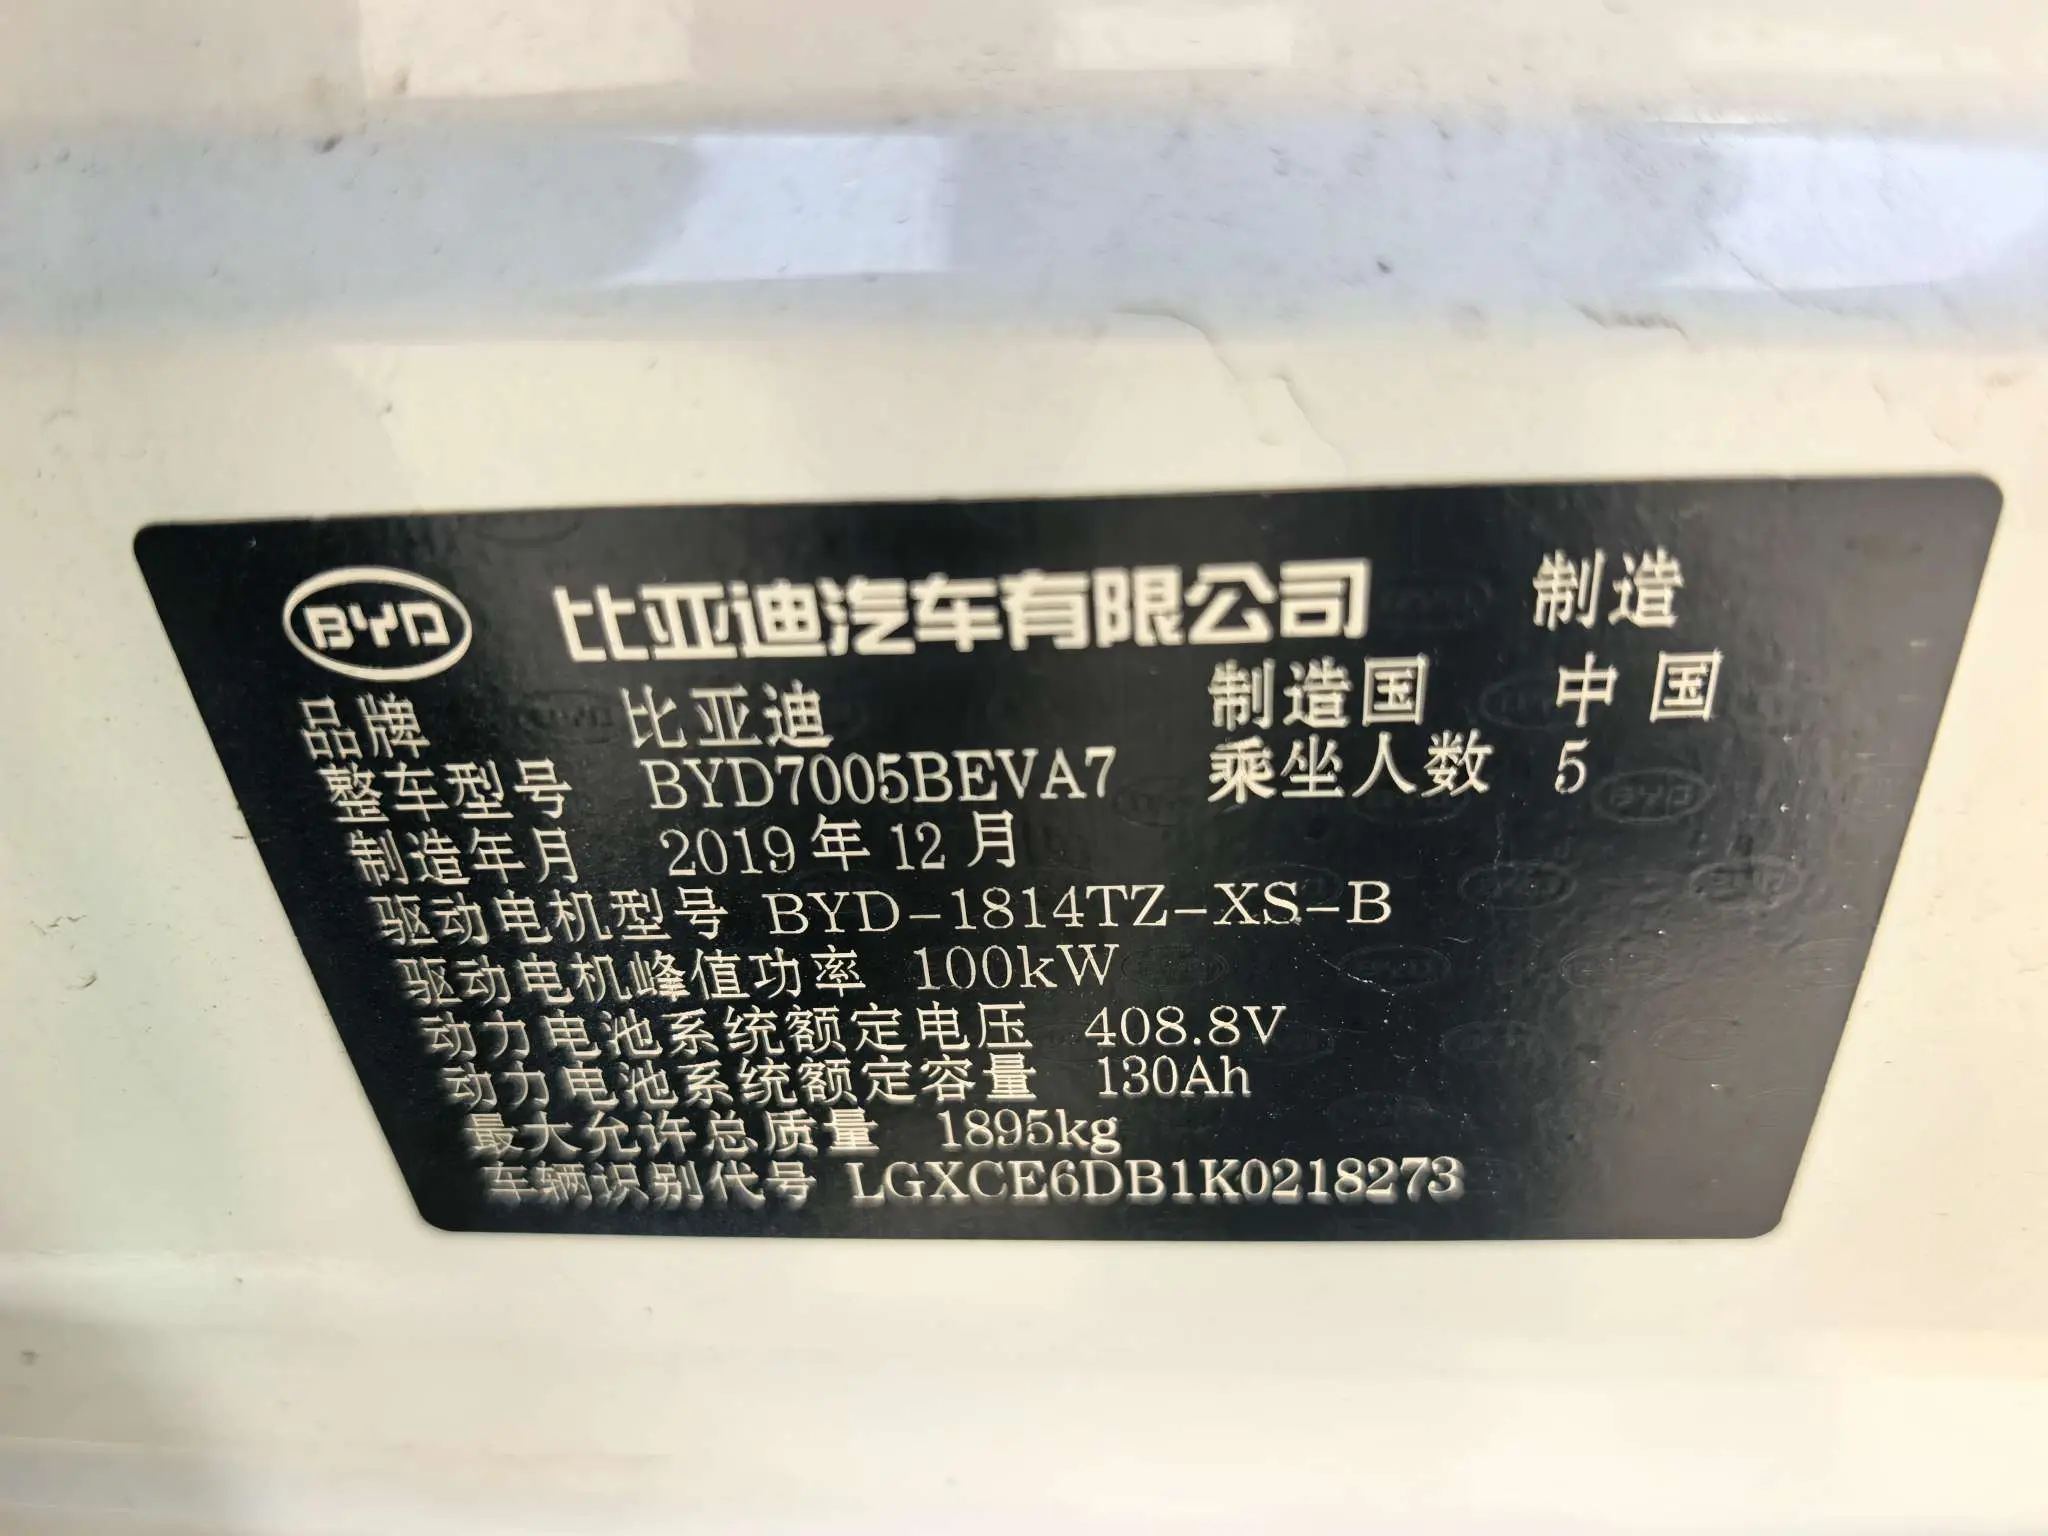 BYD 比亚迪汽车有限公司 制造
品牌 比亚迪 制造国 中国
整车型号 BYD7005BEVA7 乘坐人数 5
制造年月 2019年12月
驱动电机型号 BYD-1814TZ-XS-B
驱动电机峰值功率 100kW
动力电池系统额定电压 408.8V
动力电池系统额定容量 130Ah
最大允许总质量 1895kg
车辆识别代号 LGXCE6DB1K0218273